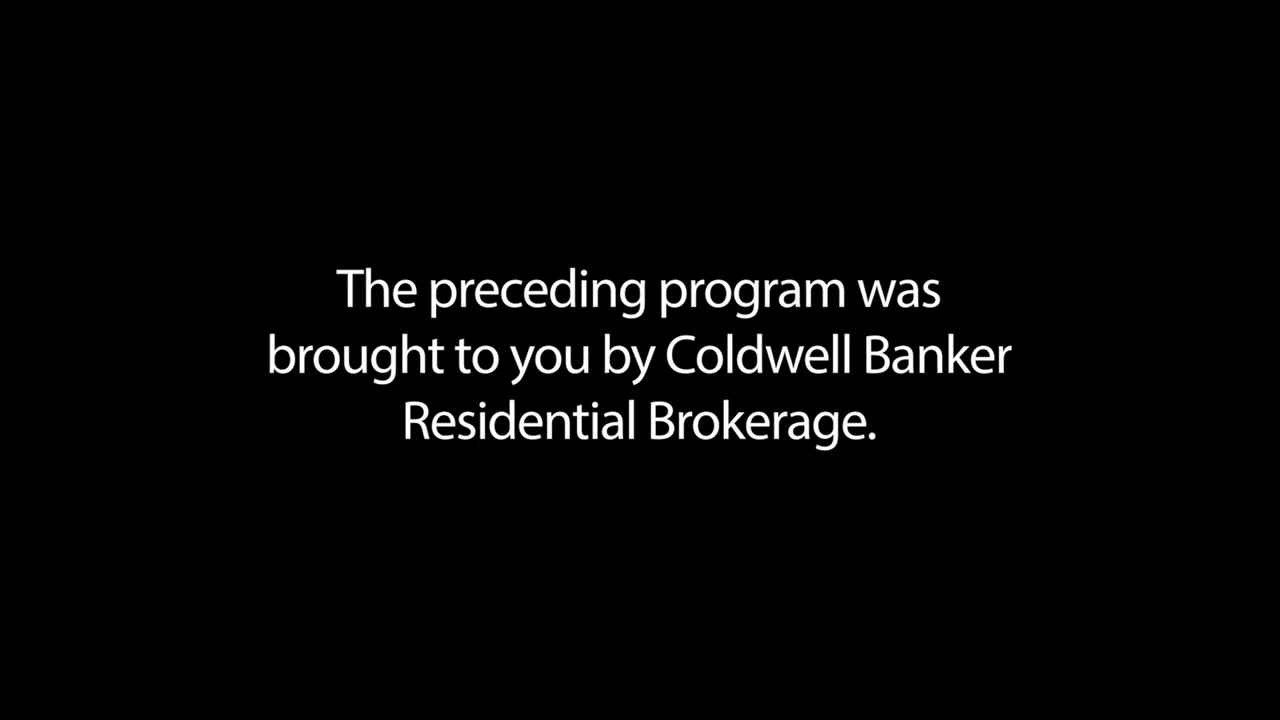 The preceding program was
brought to you by Coldwell Banker
Residential Brokerage.